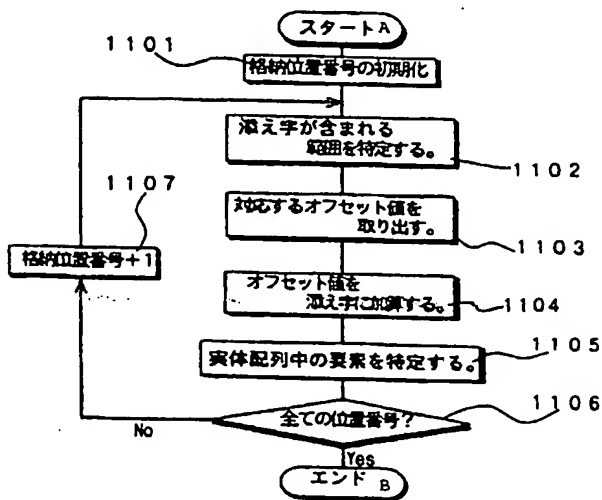 スタートA
1101
格納位置番号の初期化
添え字が含まれる
範囲を特定する。
1102
1107
対応するオフセット値を
取り出す。
1103
格納位置番号+1
オフセット値を
添え字に加算する。
1104
実体配列中の要素を特定する。
1105
全ての位置番号?
1106
No
Yes
エンド B